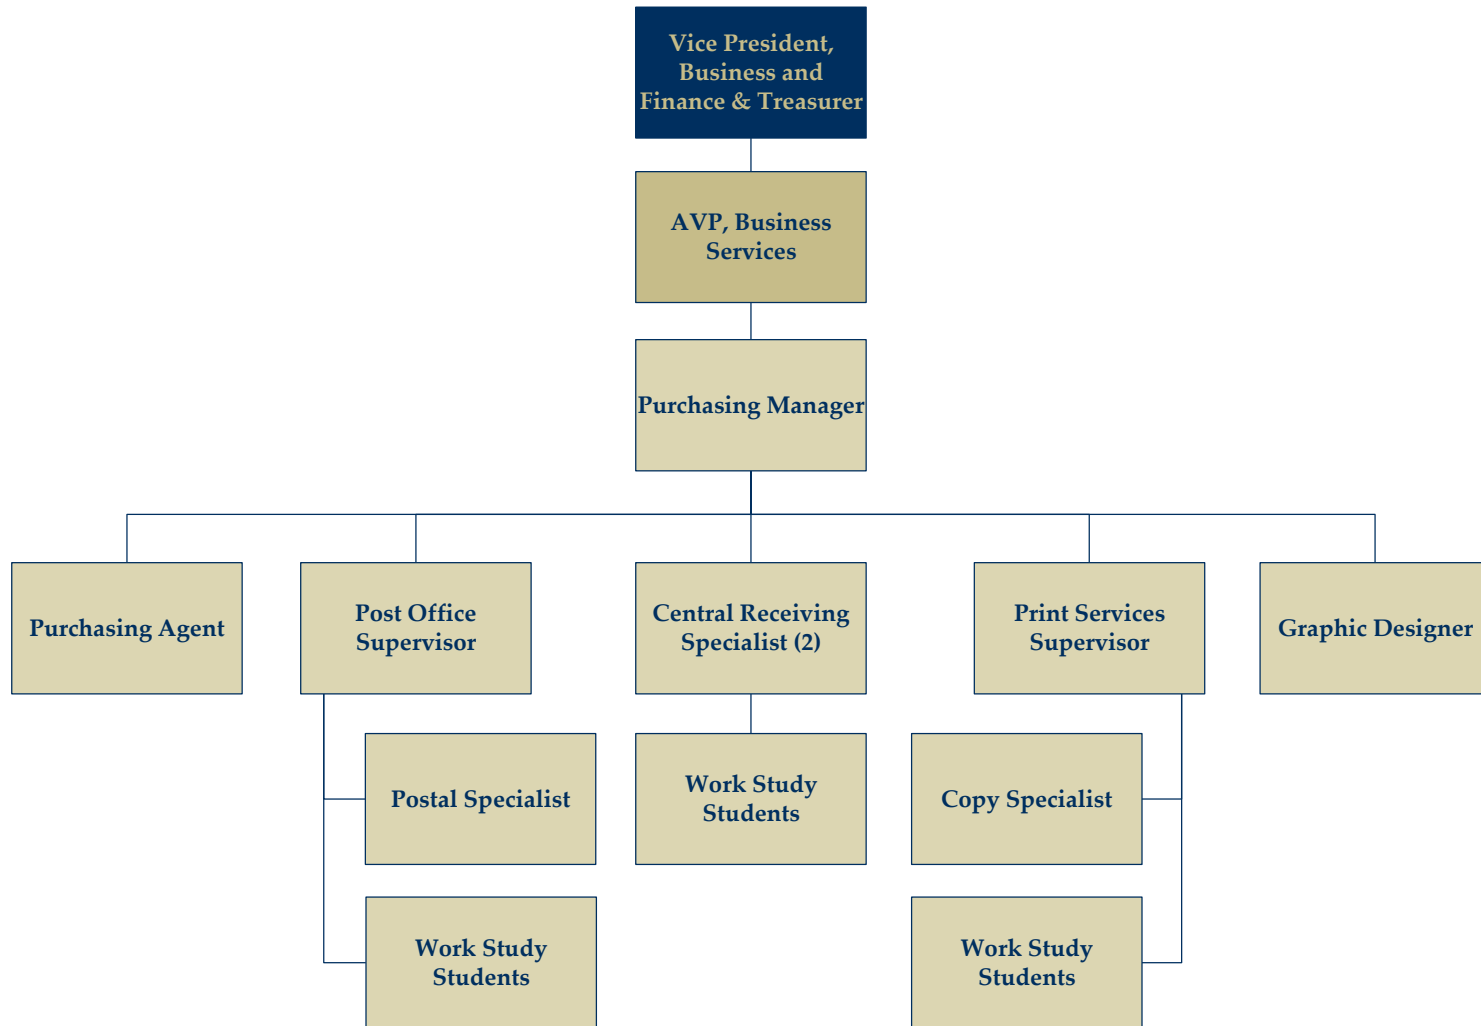 Vice President,
Business and
Finance & Treasurer
AVP, Business
Services
Purchasing Manager
Purchasing Agent
Post Office
Supervisor
Central Receiving
Specialist (2)
Print Services
Supervisor
Graphic Designer
Postal Specialist
Work Study
Students
Copy Specialist
Work Study
Students
Work Study
Students